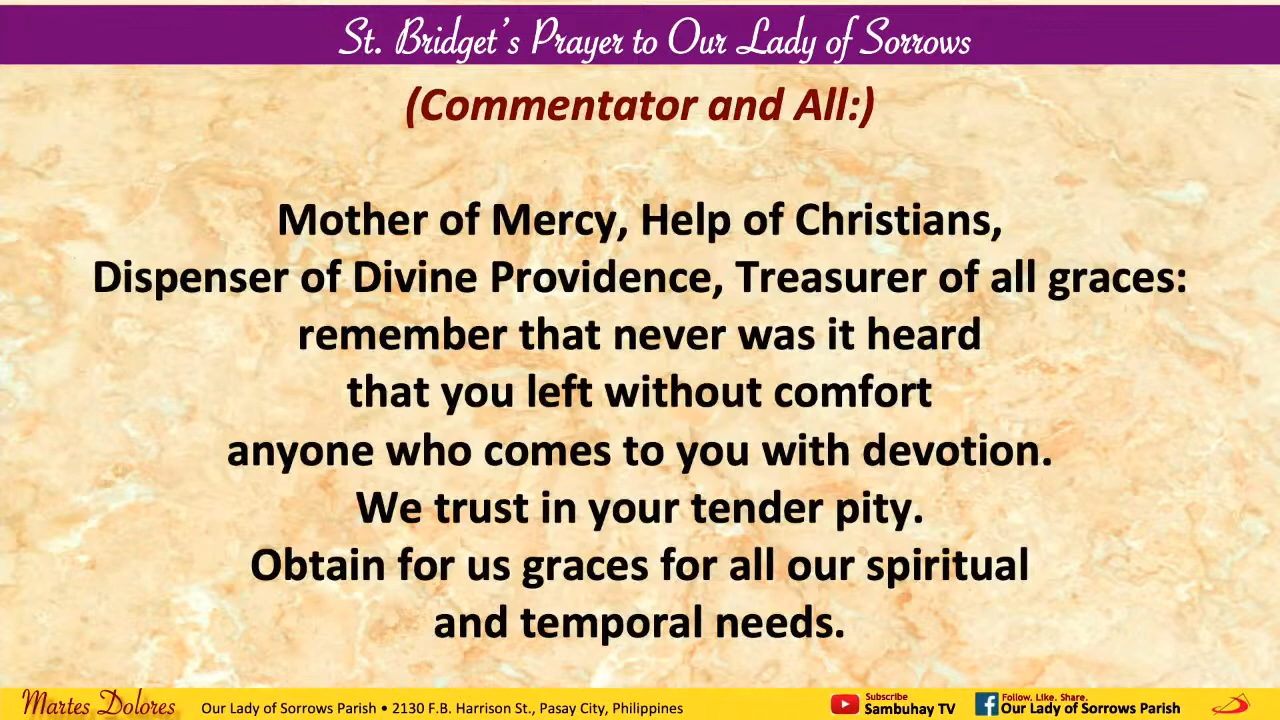 St. Bridget's Prayer to Our Lady of Sorrows
(Commentator and All:)
Mother of Mercy, Help of Christians,
Dispenser of Divine Providence, Treasurer of all graces:
remember that never was it heard
that you left without comfort
anyone who comes to you with devotion.
We trust in your tender pity.
Obtain for us graces for all our spiritual
and temporal needs.
Martes Dolores
Our Lady of Sorrows Parish • 2130 F.B. Harrison St., Pasay City, Philippines
Subscribe
Sambuhay TV
Follow. Like. Share.
Our Lady of Sorrows Parish